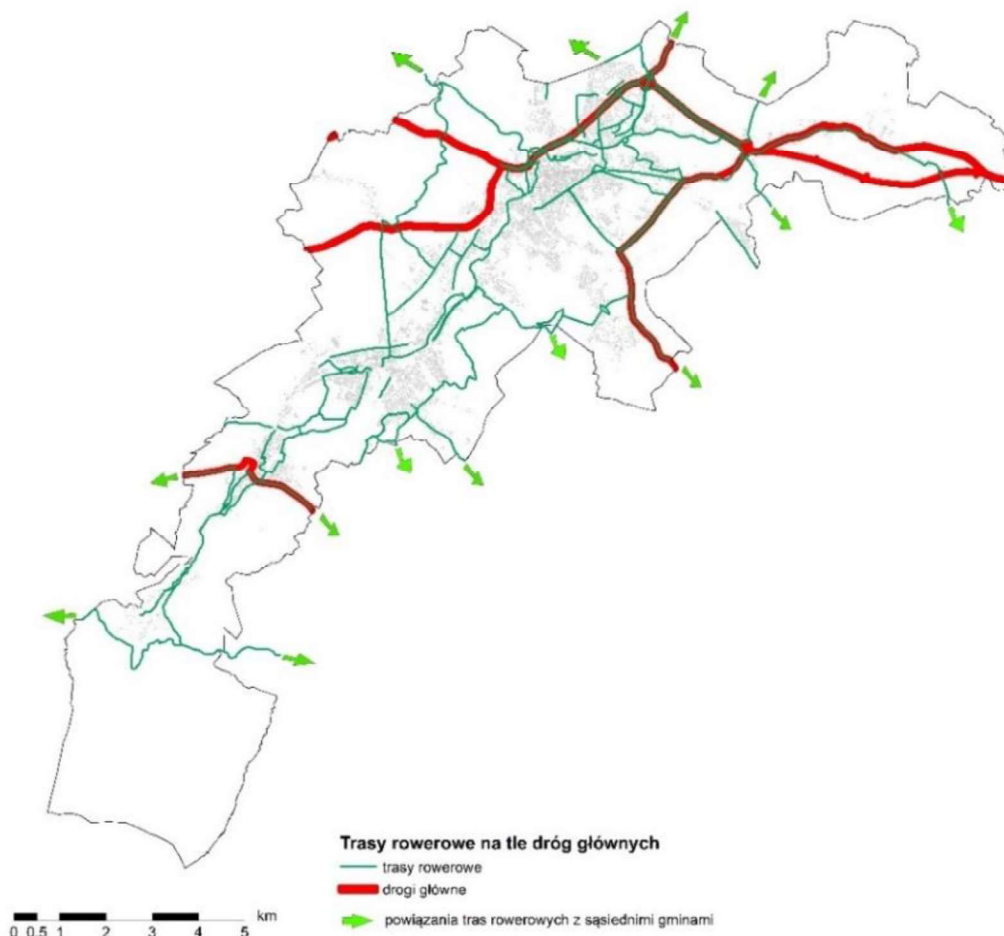 Trasy rowerowe na tle dróg głównych
trasy rowerowe
drogi główne
powiązania tras rowerowych z sąsiednimi gminami
km
0 0.5 1 2 3 4 5